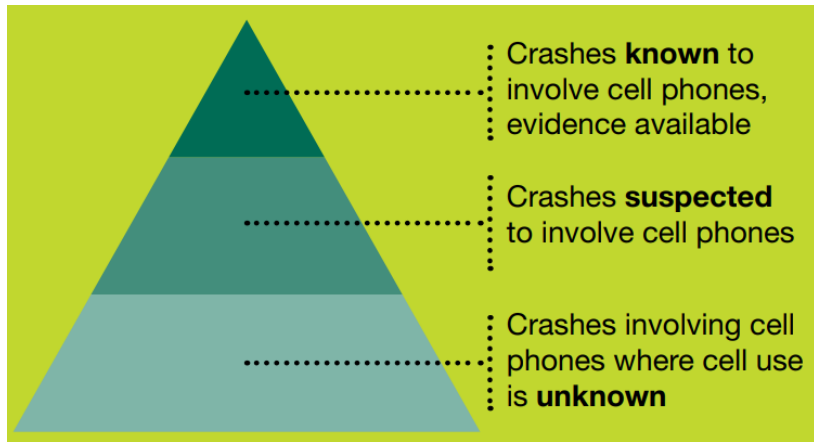 Crashes known to
involve cell phones,
evidence available
Crashes suspected
to involve cell phones
Crashes involving cell
phones where cell use
is unknown